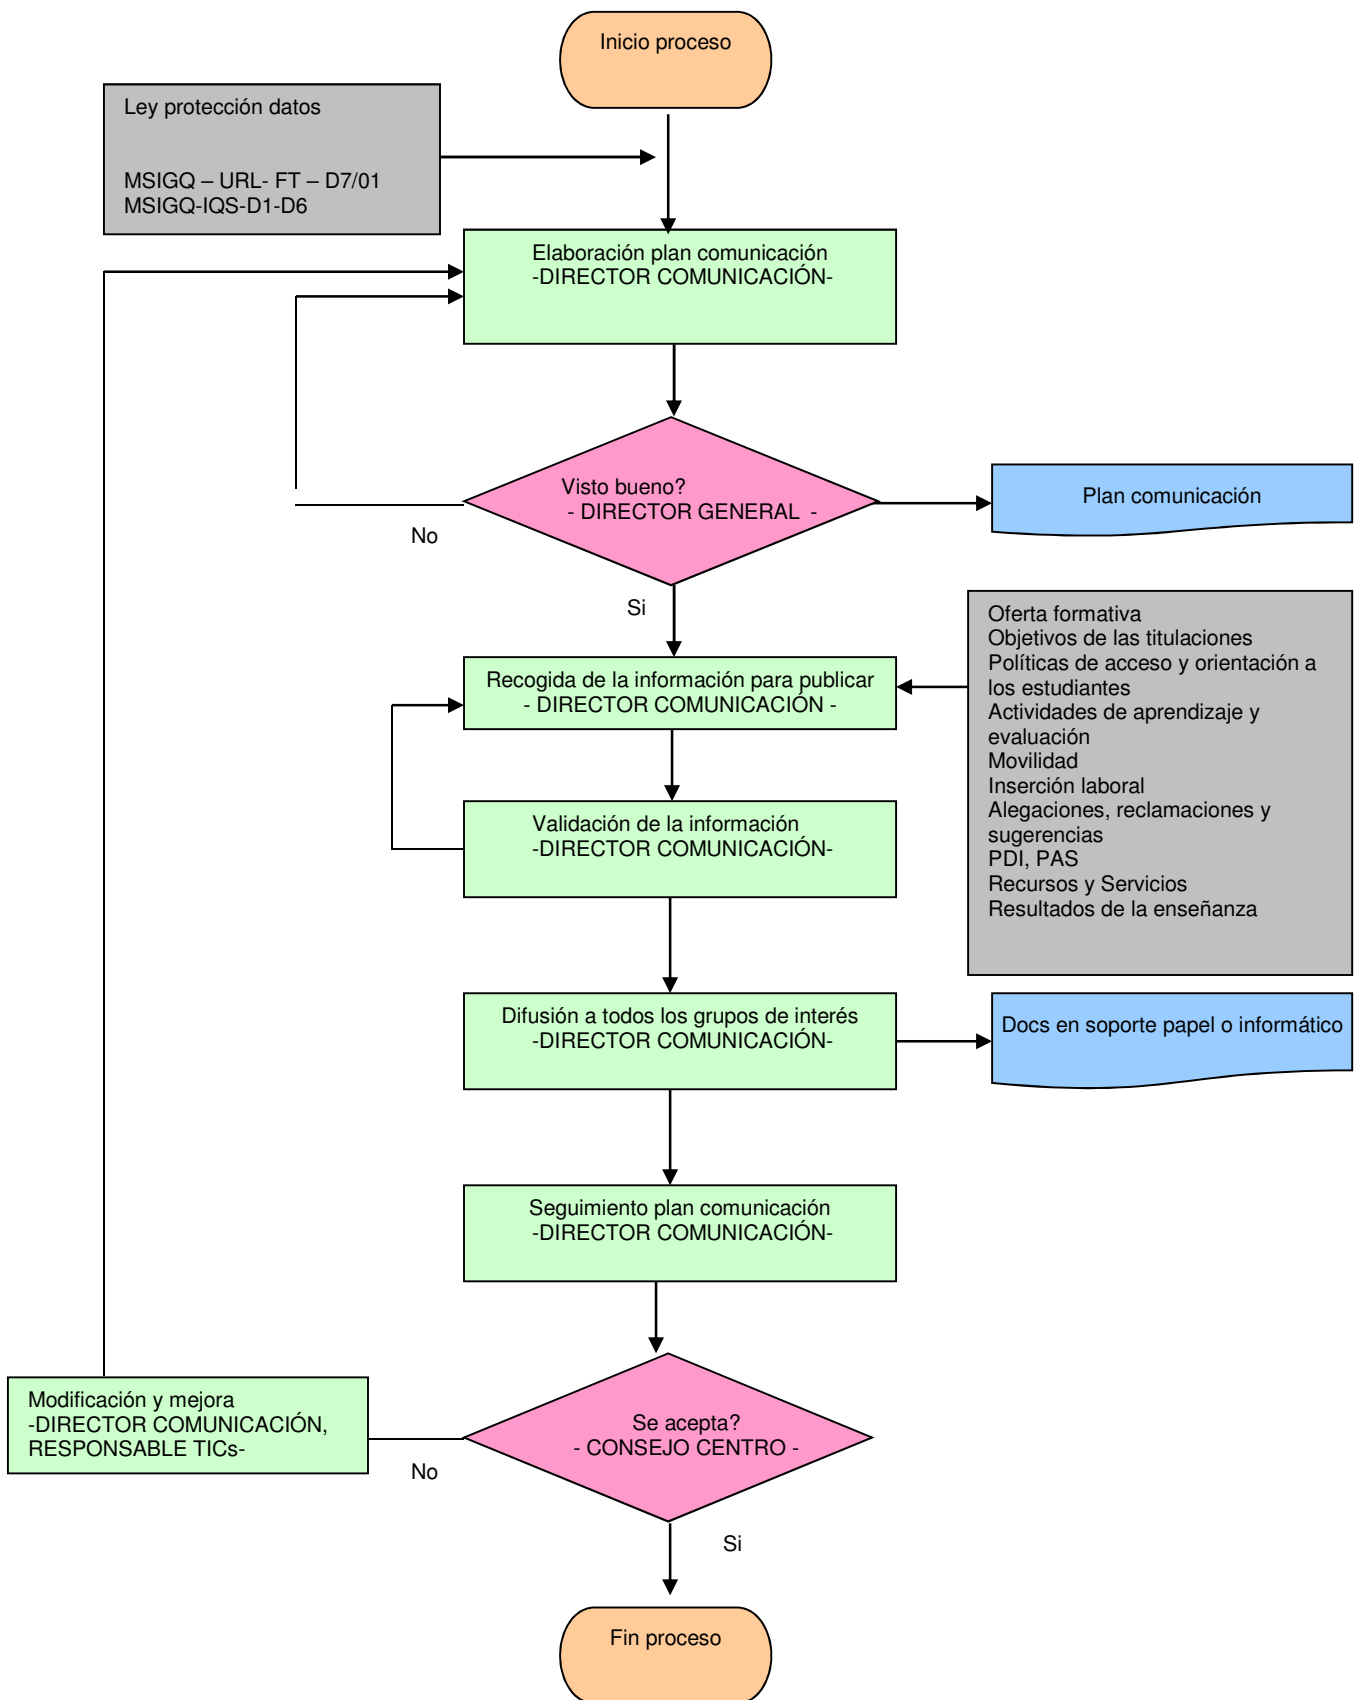 Inicio proceso
Ley protección datos
MSIGQ – URL- FT – D7/01
MSIGQ-IQS-D1-D6
Elaboración plan comunicación
-DIRECTOR COMUNICACIÓN-
Visto bueno?
- DIRECTOR GENERAL -
No
Plan comunicación
Si
Oferta formativa
Objetivos de las titulaciones
Políticas de acceso y orientación a
los estudiantes
Actividades de aprendizaje y
evaluación
Movilidad
Inserción laboral
Alegaciones, reclamaciones y
sugerencias
PDI, PAS
Recursos y Servicios
Resultados de la enseñanza
Recogida de la información para publicar
- DIRECTOR COMUNICACIÓN -
Validación de la información
-DIRECTOR COMUNICACIÓN-
Difusión a todos los grupos de interés
-DIRECTOR COMUNICACIÓN-
Docs en soporte papel o informático
Seguimiento plan comunicación
-DIRECTOR COMUNICACIÓN-
Modificación y mejora
-DIRECTOR COMUNICACIÓN,
RESPONSABLE TICs-
No
Se acepta?
- CONSEJO CENTRO -
Si
Fin proceso